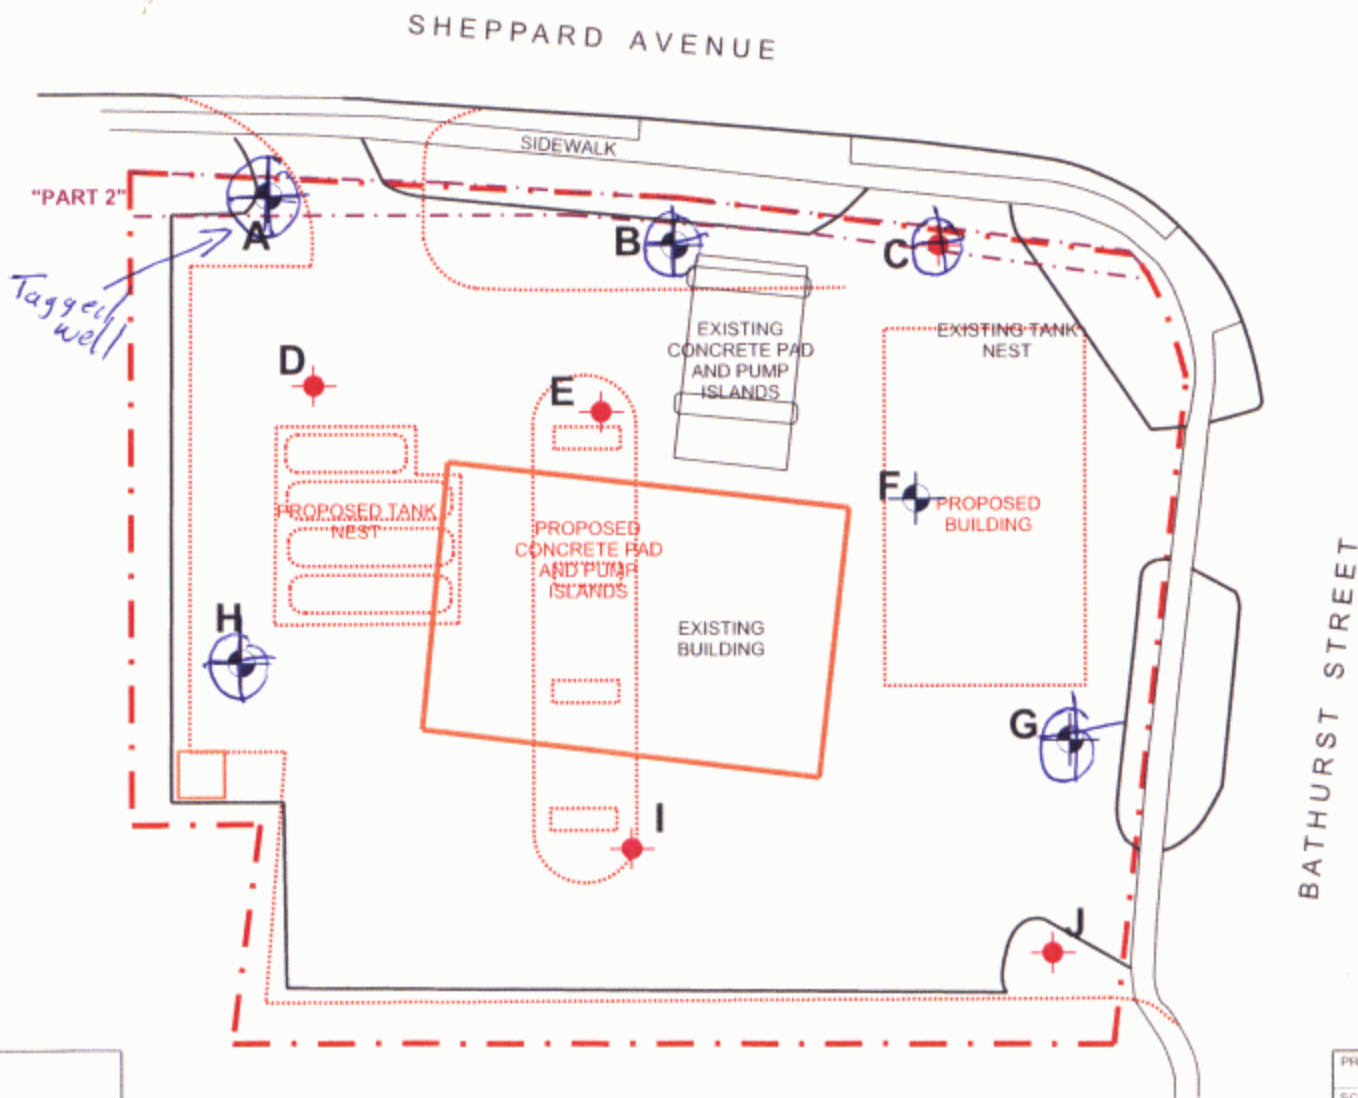 SHEPPARD AVENUE
SIDEWALK
"PART 2"
A
B
C
Tagged
well
D
E
EXISTING
CONCRETE PAD
AND PUMP
ISLANDS
EXISTING TANK
NEST
F
PROPOSED
BUILDING
PROPOSED TANK
NEST
PROPOSED
CONCRETE PAD
AND PUMP
ISLANDS
H
EXISTING
BUILDING
G
BATHURST STREET
I
J
PR